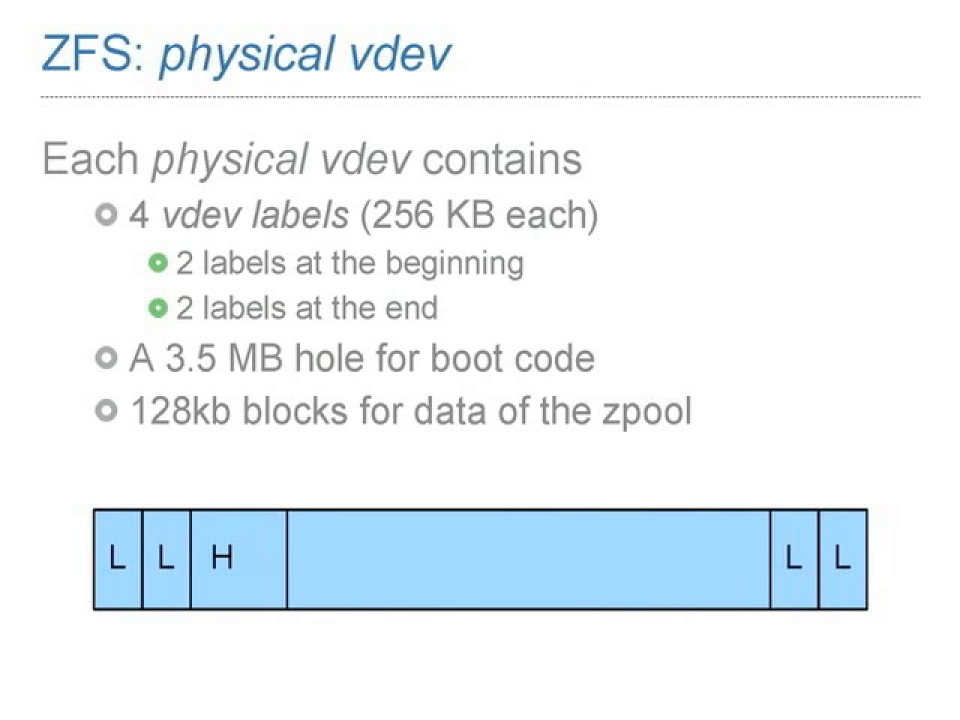 ZFS: physical vdev
Each physical vdev contains
4 vdev labels (256 KB each)
2 labels at the beginning
2 labels at the end
A 3.5 MB hole for boot code
128kb blocks for data of the zpool
L L H L L